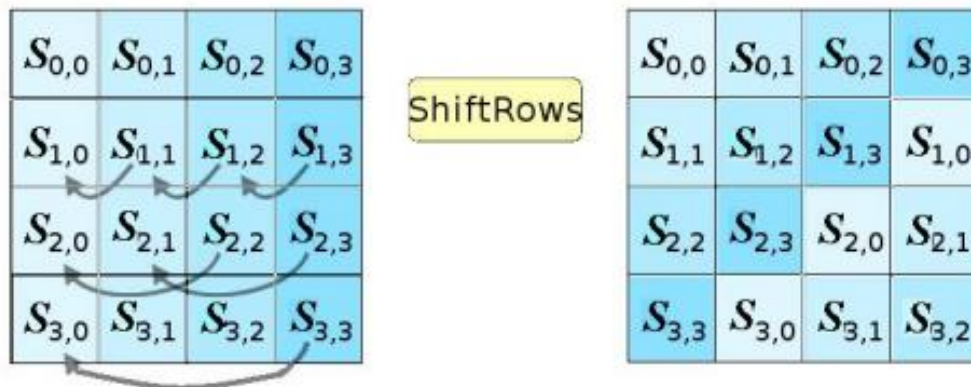 S0,0 S0,1 S0,2 S0,3 S0,0 S0,1 S0,2 S0,3
ShiftRows
S1,0 S1,1 S1,2 S1,3 S1,1 S1,2 S1,3 S1,0
S2,0 S2,1 S2,2 S2,3 S2,2 S2,3 S2,0 S2,1
S3,0 S3,1 S3,2 S3,3 S3,3 S3,0 S3,1 S3,2